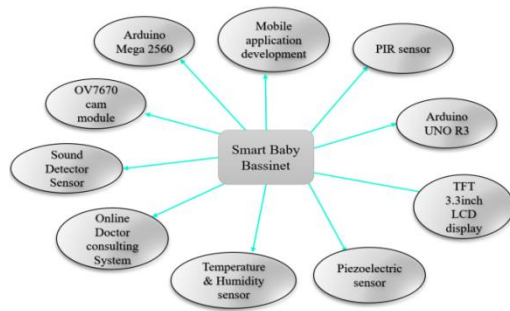 Arduino
Mega 2560
Mobile
application
development
PIR sensor
OV7670
cam
module
Arduino
UNO R3
Smart Baby
Bassinet
Sound
Detector
Sensor
TFT
3.3inch
LCD
display
Online
Doctor
consulting
System
Temperature
& Humidity
sensor
Piezoelectric
sensor